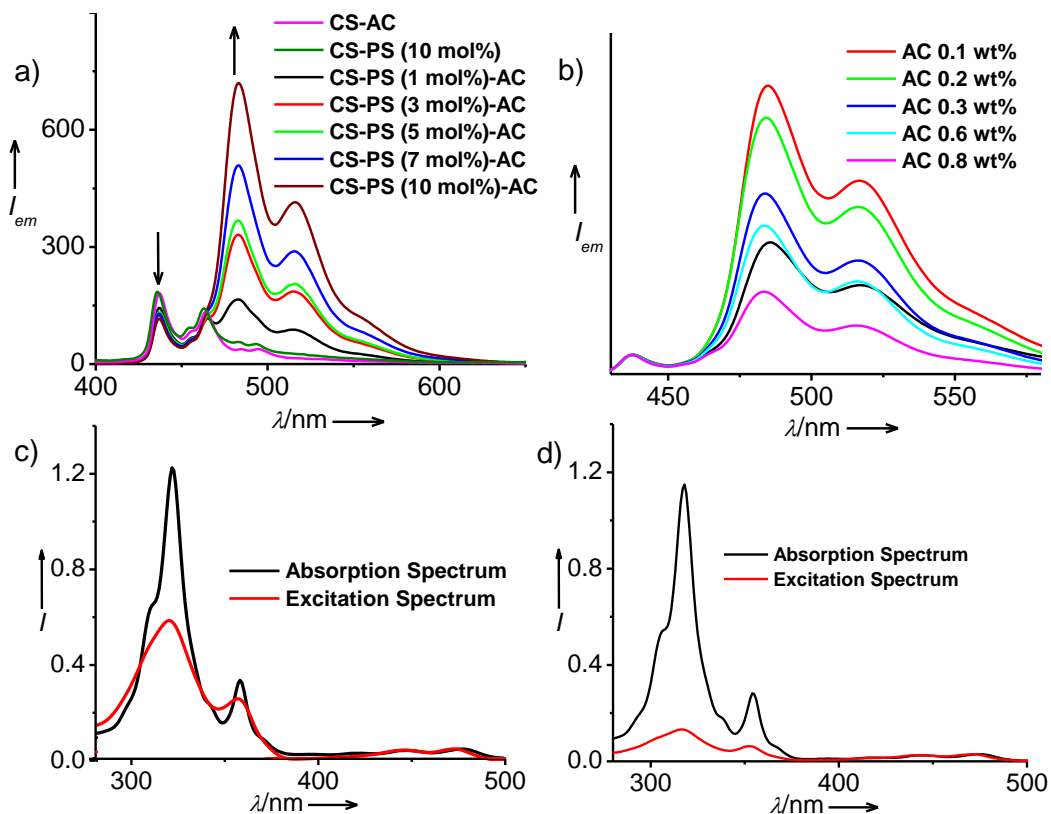 a)
CS-AC
CS-PS (10 mol%)
CS-PS (1 mol%)-AC
CS-PS (3 mol%)-AC
CS-PS (5 mol%)-AC
CS-PS (7 mol%)-AC
CS-PS (10 mol%)-AC
600
300
0
I em
400
500
600
λ/nm
b)
AC 0.1 wt%
AC 0.2 wt%
AC 0.3 wt%
AC 0.6 wt%
AC 0.8 wt%
I em
450
500
550
λ/nm
c)
1.2
0.8
0.4
0.0
I
Absorption Spectrum
Excitation Spectrum
300
400
500
λ/nm
d)
1.2
0.8
0.4
0.0
I
Absorption Spectrum
Excitation Spectrum
300
400
500
λ/nm